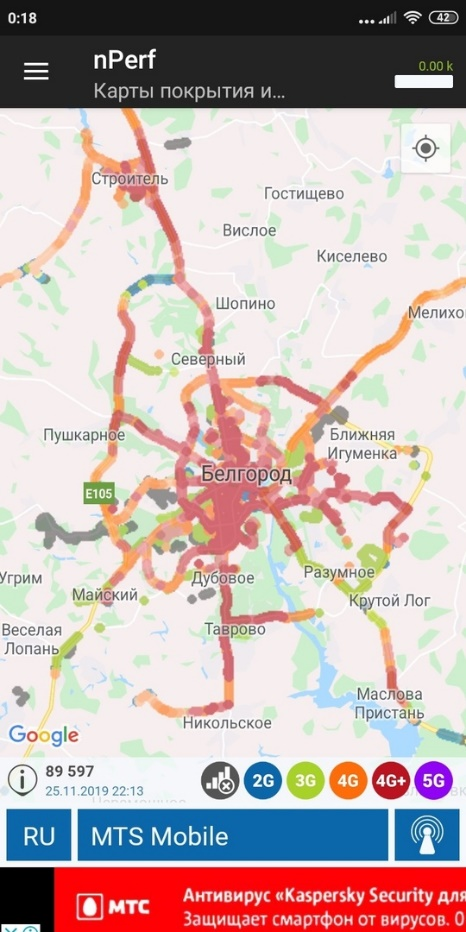 0:18
42
nPerf
0.00 k
Карты покрытия и...
Строитель
Гостищево
Вислое
Киселево
Шопино
Мелихо
Северный
Пушкарное
Ближняя
Игуменка
Белгород
E105
Угрим
Дубовое
Разумное
Майский
Крутой Лог
Веселая
Лопань
Таврово
Маслова
Пристань
Никольское
Google
89 597
25.11.2019 22:13
2G
3G
4G
4G+
5G
RU
MTS Mobile
МТС
Антивирус «Kaspersky Security для
Защищает смартфон от вирусов. 0